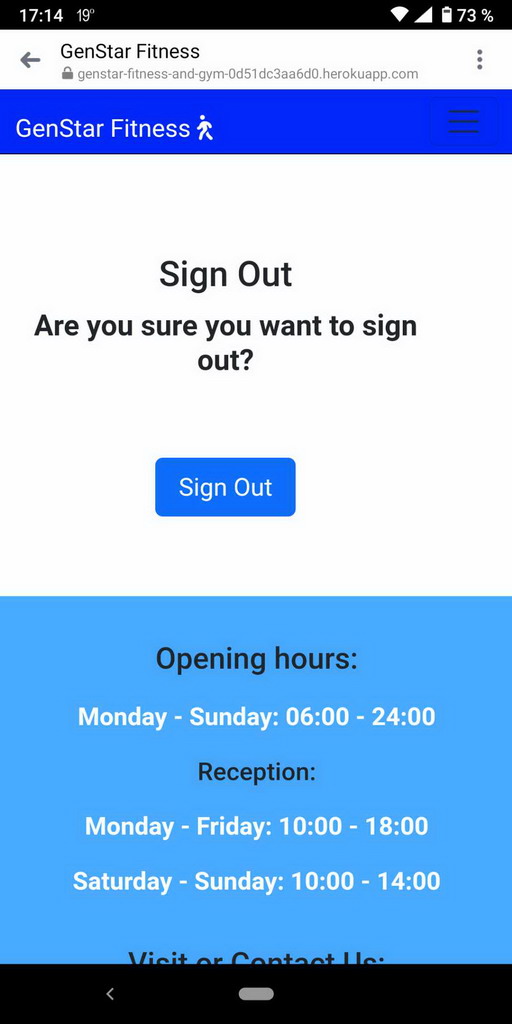 17:14 19° 73 %
GenStar Fitness
genstar-fitness-and-gym-0d51dc3aa6d0.herokuapp.com
GenStar Fitness
Sign Out
Are you sure you want to sign
out?
Sign Out
Opening hours:
Monday - Sunday: 06:00 - 24:00
Reception:
Monday - Friday: 10:00 - 18:00
Saturday - Sunday: 10:00 - 14:00
Visit or Contact Us: